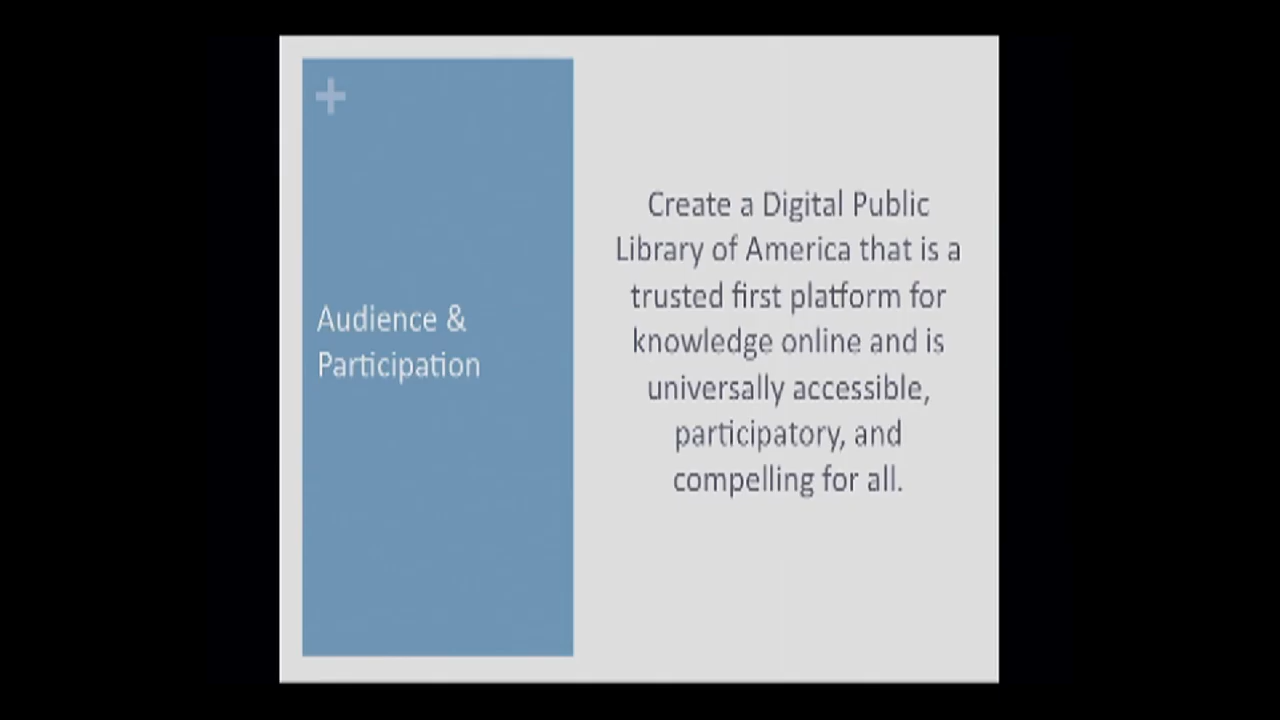 +
Audience &
Participation
Create a Digital Public
Library of America that is a
trusted first platform for
knowledge online and is
universally accessible,
participatory, and
compelling for all.